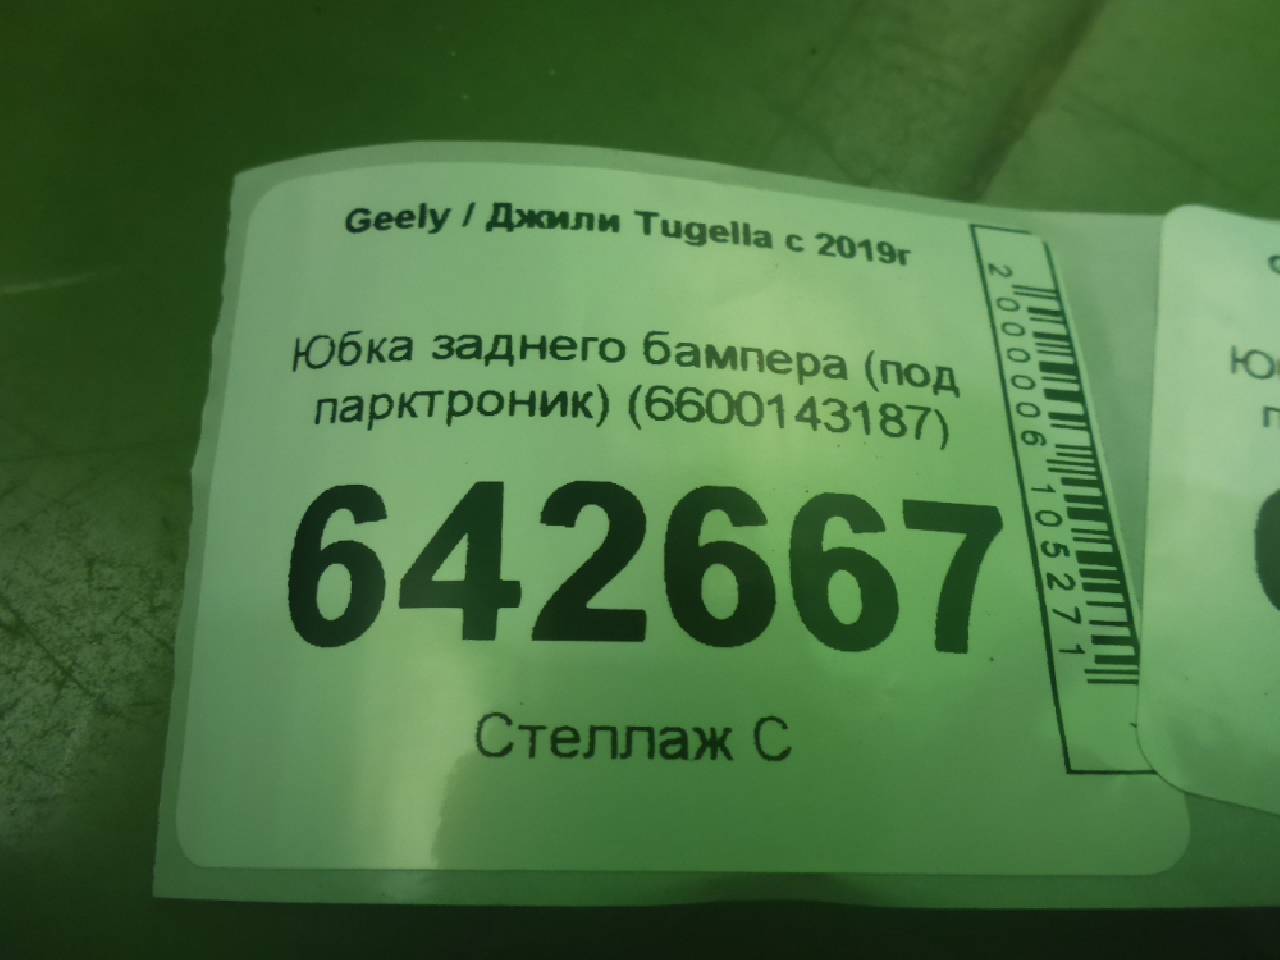 Geely / Джили Tugella с 2019г
Юбка заднего бампера (под
парктроник) (6600143187)
642667
Стеллаж С
2000006105271